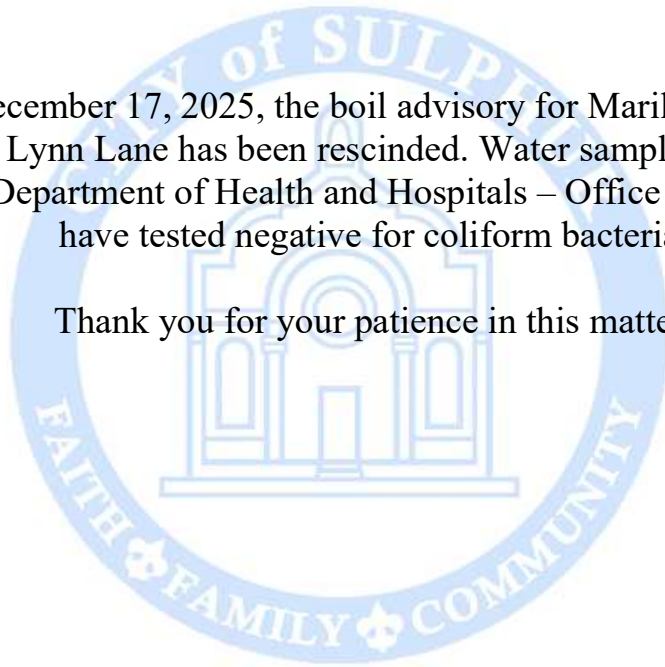 CITY of SULPHUR
ecember 17, 2025, the boil advisory for Maril
Lynn Lane has been rescinded. Water sampl
Department of Health and Hospitals – Office
have tested negative for coliform bacteria
Thank you for your patience in this matte
FAITH FAMILY COMMUNITY